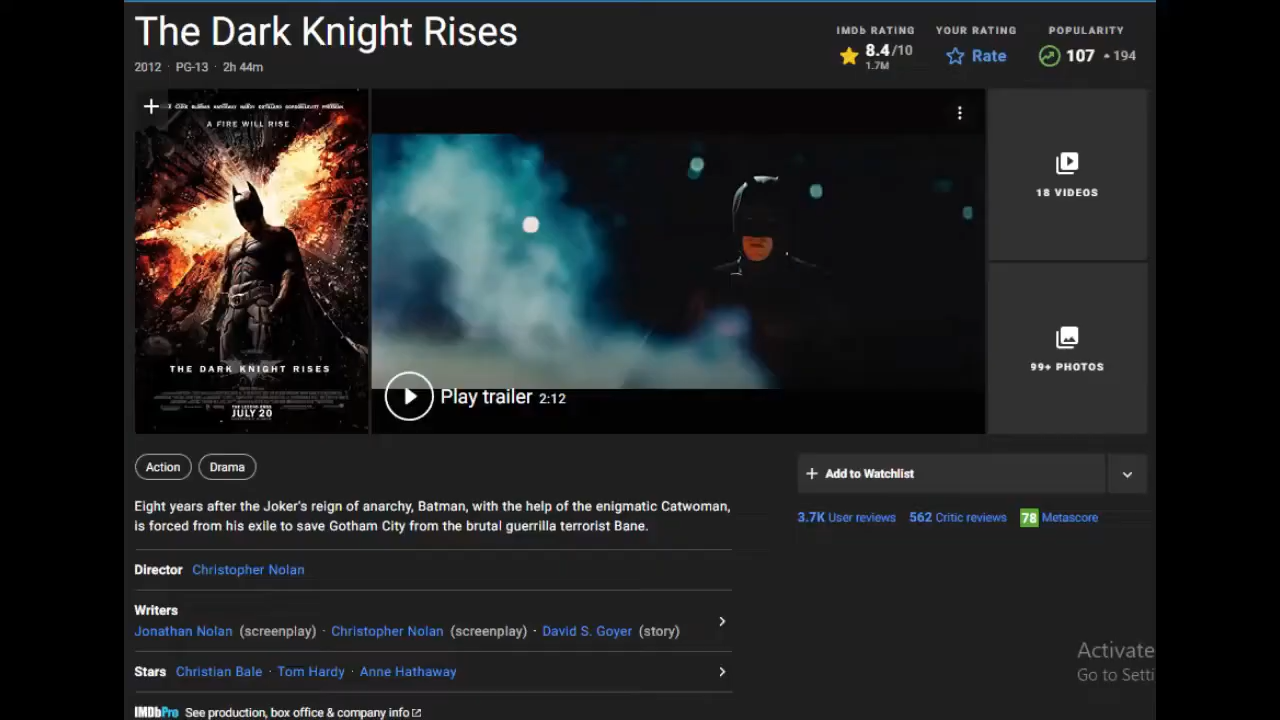 The Dark Knight Rises
2012 · PG-13 · 2h 44m
IMDb RATING
8.4/10
1.7M
YOUR RATING
Rate
POPULARITY
107
194
A FIRE WILL RISE
THE DARK KNIGHT RISES
JULY 20
Play trailer 2:12
18 VIDEOS
99+ PHOTOS
Action
Drama
Eight years after the Joker's reign of anarchy, Batman, with the help of the enigmatic Catwoman,
is forced from his exile to save Gotham City from the brutal guerrilla terrorist Bane.
Director Christopher Nolan
Writers
Jonathan Nolan (screenplay) · Christopher Nolan (screenplay) · David S. Goyer (story)
Stars Christian Bale · Tom Hardy · Anne Hathaway
IMDbPro See production, box office & company info
+ Add to Watchlist
3.7K User reviews 562 Critic reviews 78 Metascore
Activate
Go to Setti